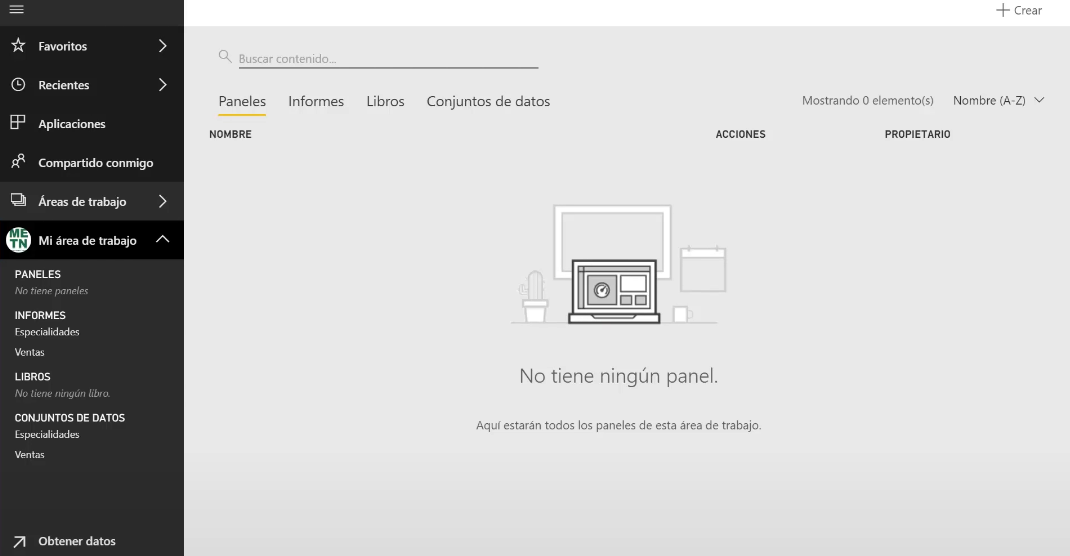 Crear
Favoritos
Recientes
Aplicaciones
Compartido conmigo
Áreas de trabajo
ME
TN
Mi área de trabajo
PANELES
No tiene paneles
INFORMES
Especialidades
Ventas
LIBROS
No tiene ningún libro.
CONJUNTOS DE DATOS
Especialidades
Ventas
Obtener datos
Buscar contenido...
Paneles Informes Libros Conjuntos de datos Mostrando 0 elemento(s) Nombre (A-Z)
NOMBRE ACCIONES PROPIETARIO
No tiene ningún panel.
Aquí estarán todos los paneles de esta área de trabajo.